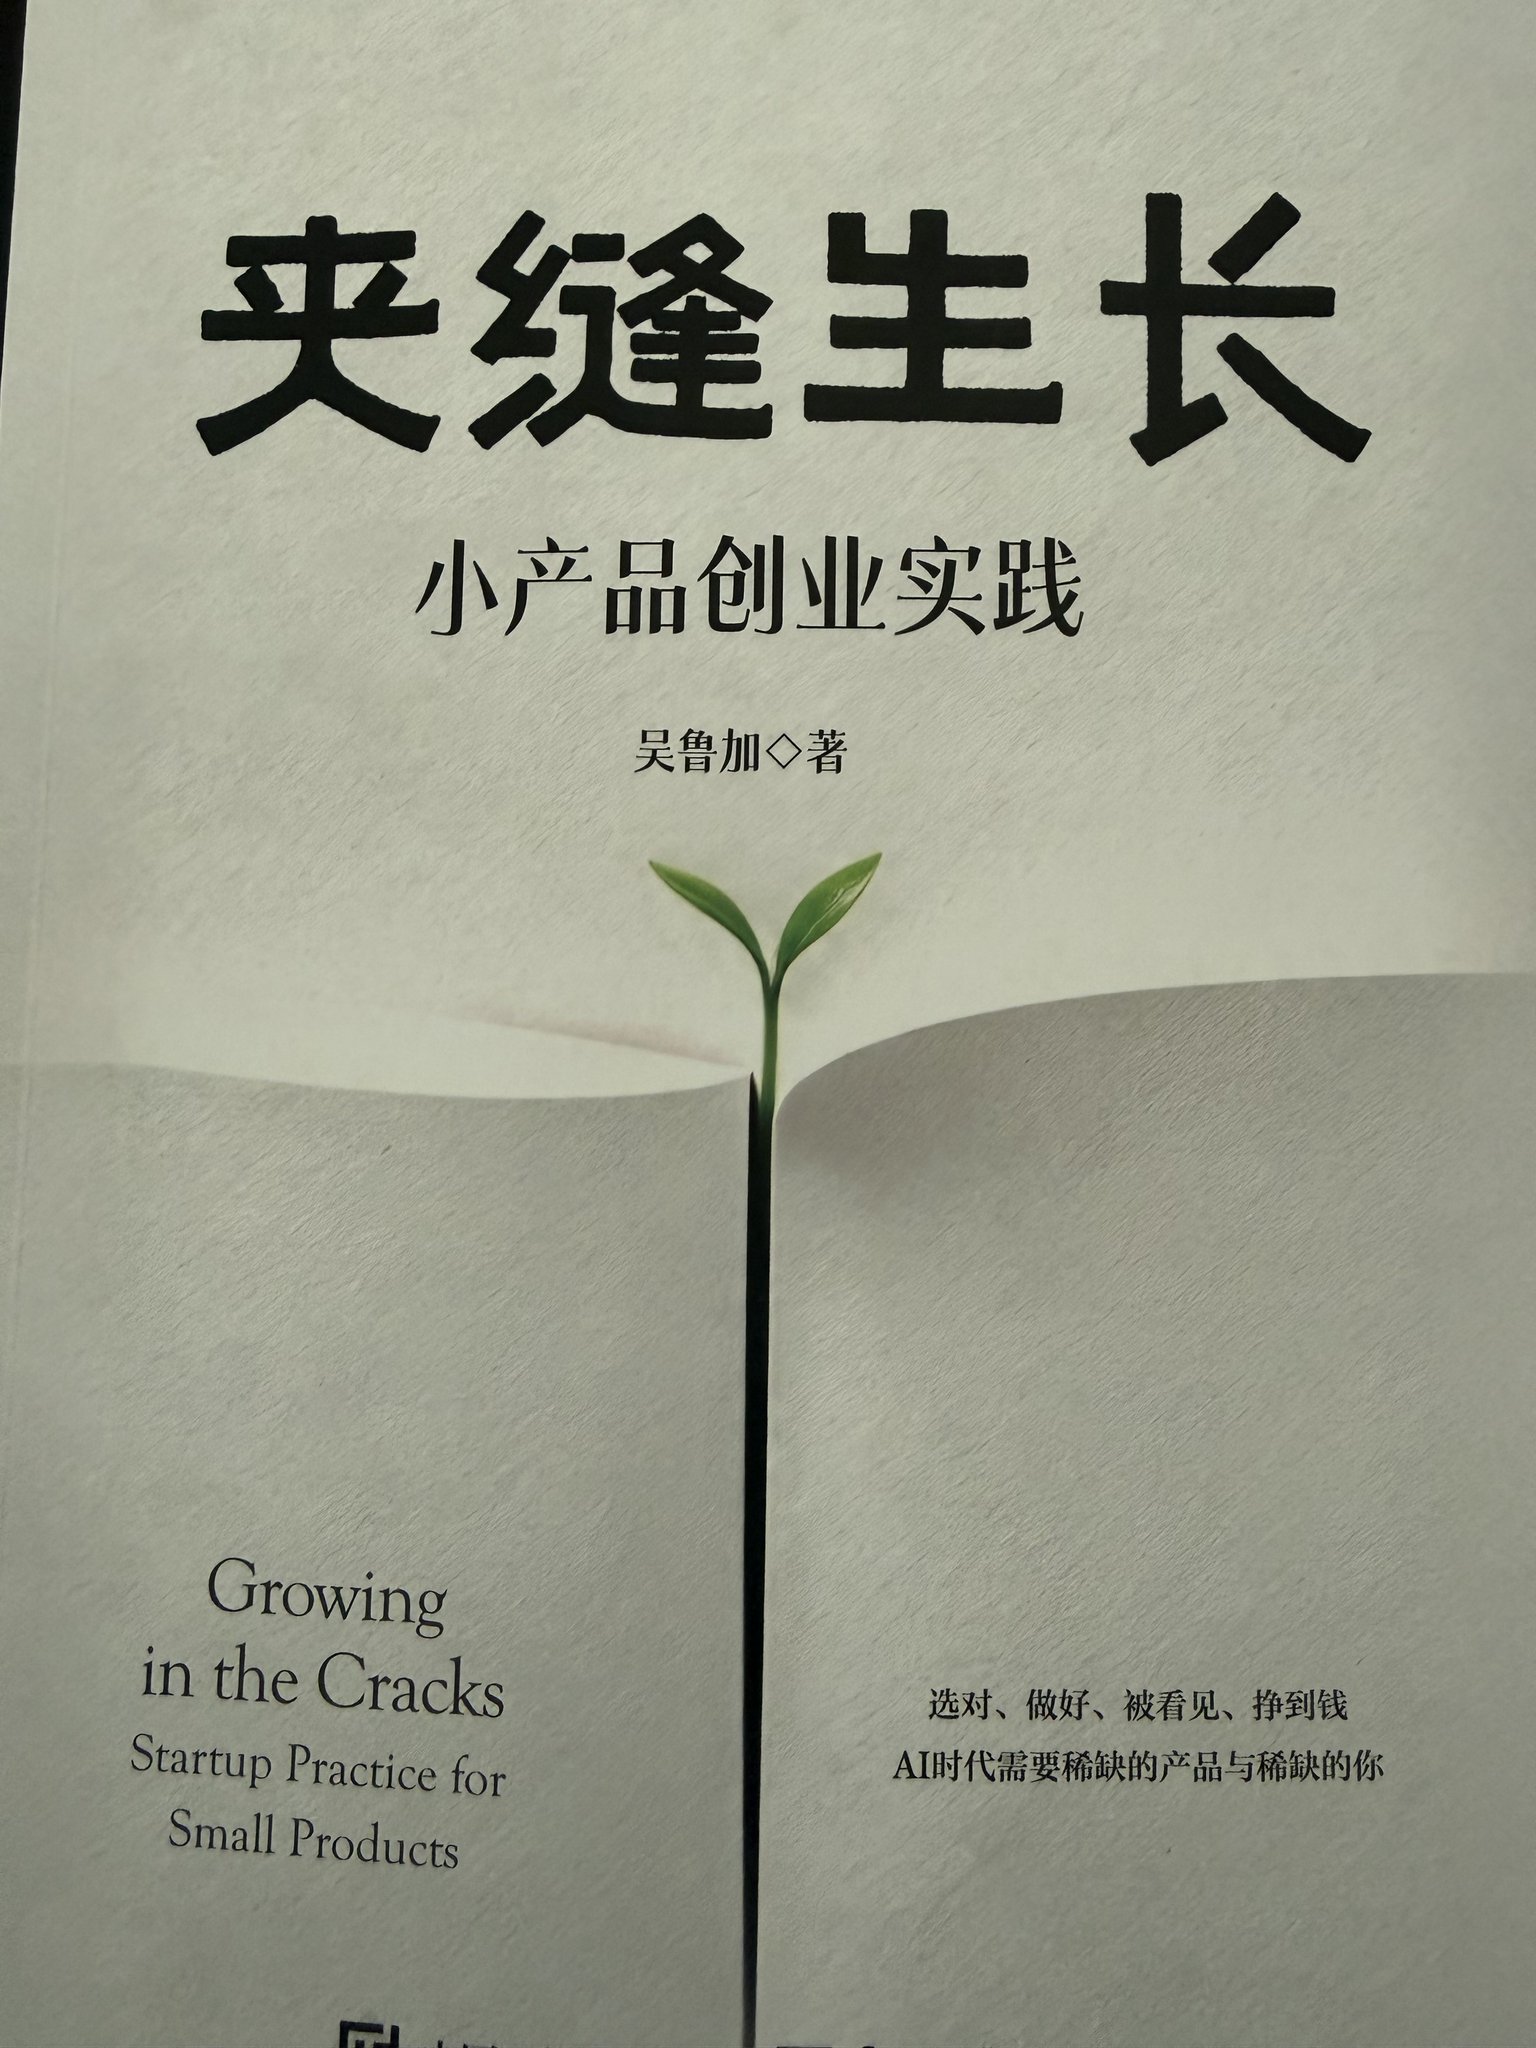 夹缝生长
小产品创业实践
吴鲁加◇著
Growing
in the Cracks
Startup Practice for
Small Products
选对、做好、被看见、挣到钱
AI时代需要稀缺的产品与稀缺的你